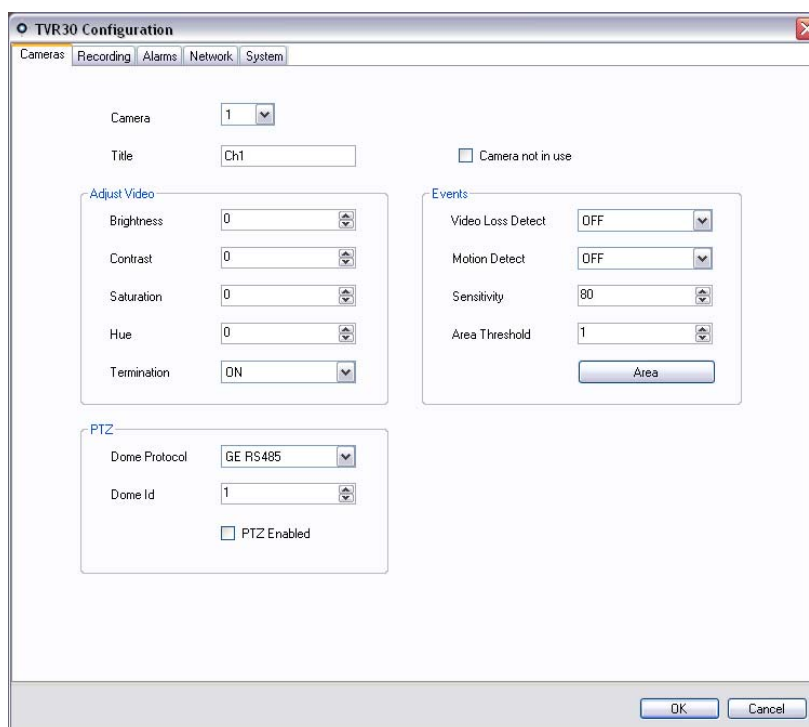 TVR30 Configuration
Cameras Recording Alarms Network System
Camera 1
Title Ch1 Camera not in use
Adjust Video
Brightness 0
Contrast 0
Saturation 0
Hue 0
Termination ON
Events
Video Loss Detect OFF
Motion Detect OFF
Sensitivity 80
Area Threshold 1
Area
PTZ
Dome Protocol GE RS485
Dome Id 1
PTZ Enabled
OK Cancel